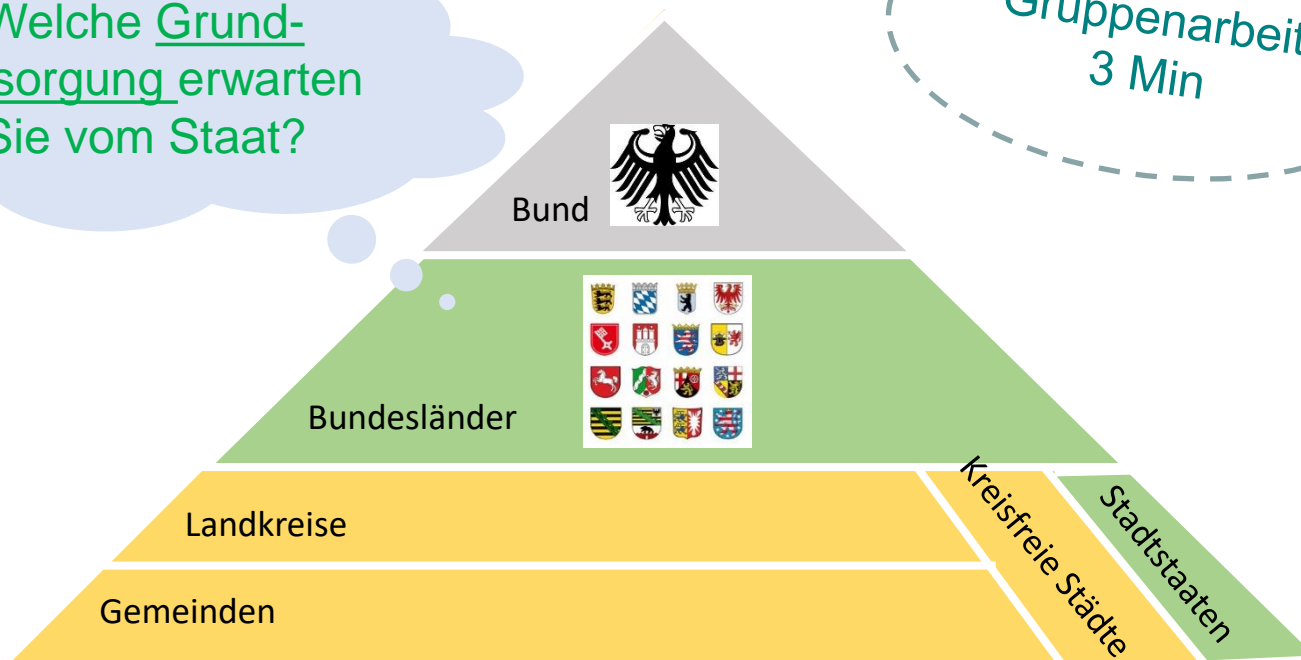 Welche Grund-
sorgung erwarten
Sie vom Staat?
Gruppenarbeit
3 Min
Bund
Bundesländer
Landkreise
Kreisfreie Städte
Stadtstaaten
Gemeinden